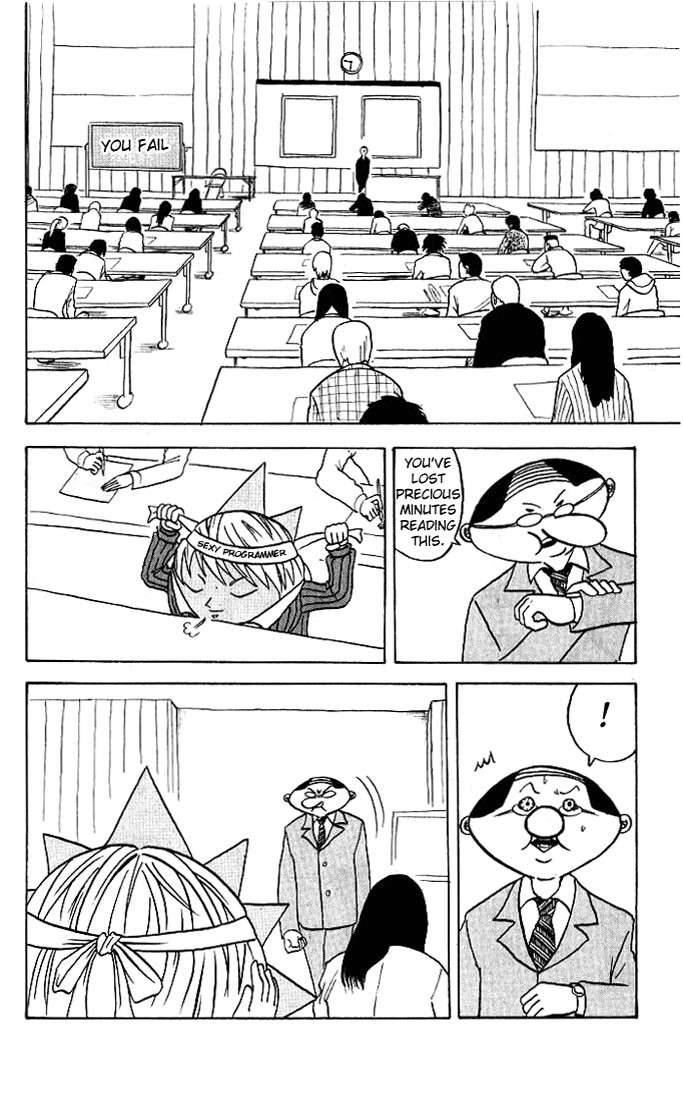 YOU FAIL
YOU'VE
LOST
PRECIOUS
MINUTES
READING
THIS.
SEXY PROGRAMMER
!